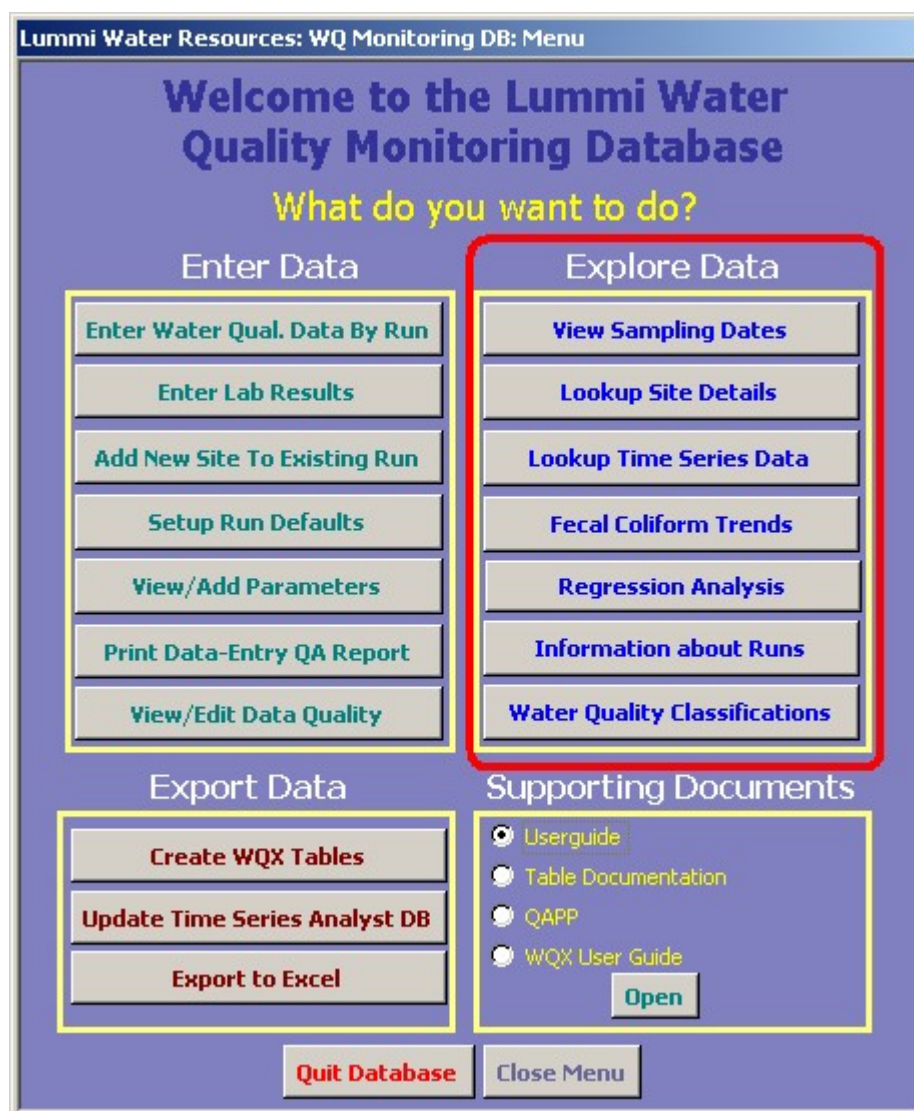 Lummi Water Resources: WQ Monitoring DB: Menu
Welcome to the Lummi Water
Quality Monitoring Database
What do you want to do?
Enter Data
Enter Water Qual. Data By Run
Enter Lab Results
Add New Site To Existing Run
Setup Run Defaults
View/Add Parameters
Print Data-Entry QA Report
View/Edit Data Quality
Explore Data
View Sampling Dates
Lookup Site Details
Lookup Time Series Data
Fecal Coliform Trends
Regression Analysis
Information about Runs
Water Quality Classifications
Export Data
Create WQX Tables
Update Time Series Analyst DB
Export to Excel
Supporting Documents
Userguide
Table Documentation
QAPP
WQX User Guide
Open
Quit Database
Close Menu